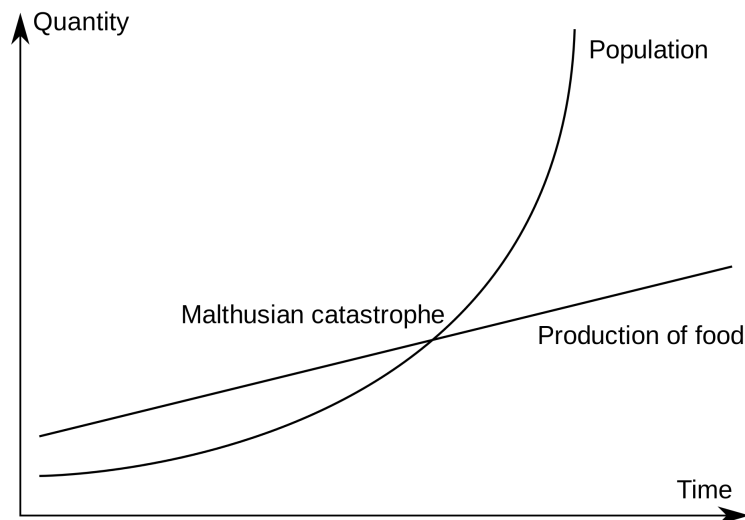 Quantity
Population
Malthusian catastrophe
Production of food
Time